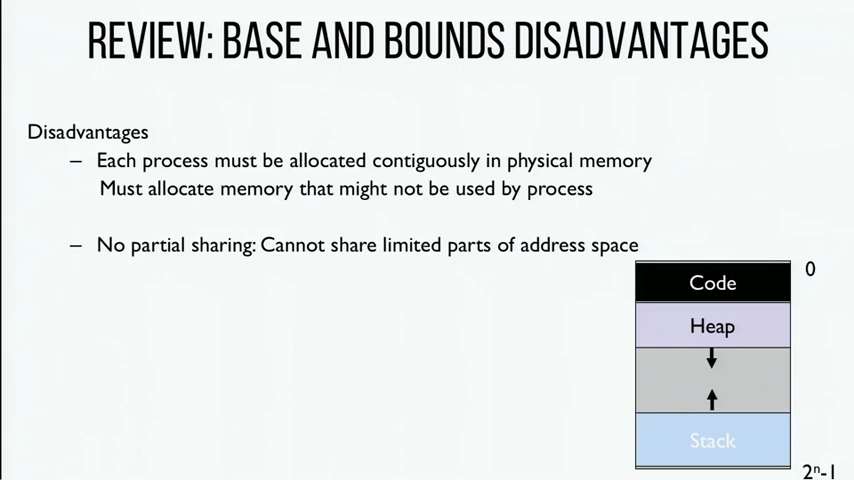 REVIEW: BASE AND BOUNDS DISADVANTAGES
Disadvantages
– Each process must be allocated contiguously in physical memory
Must allocate memory that might not be used by process
– No partial sharing: Cannot share limited parts of address space
0
Code
Heap
Stack
2ⁿ-1